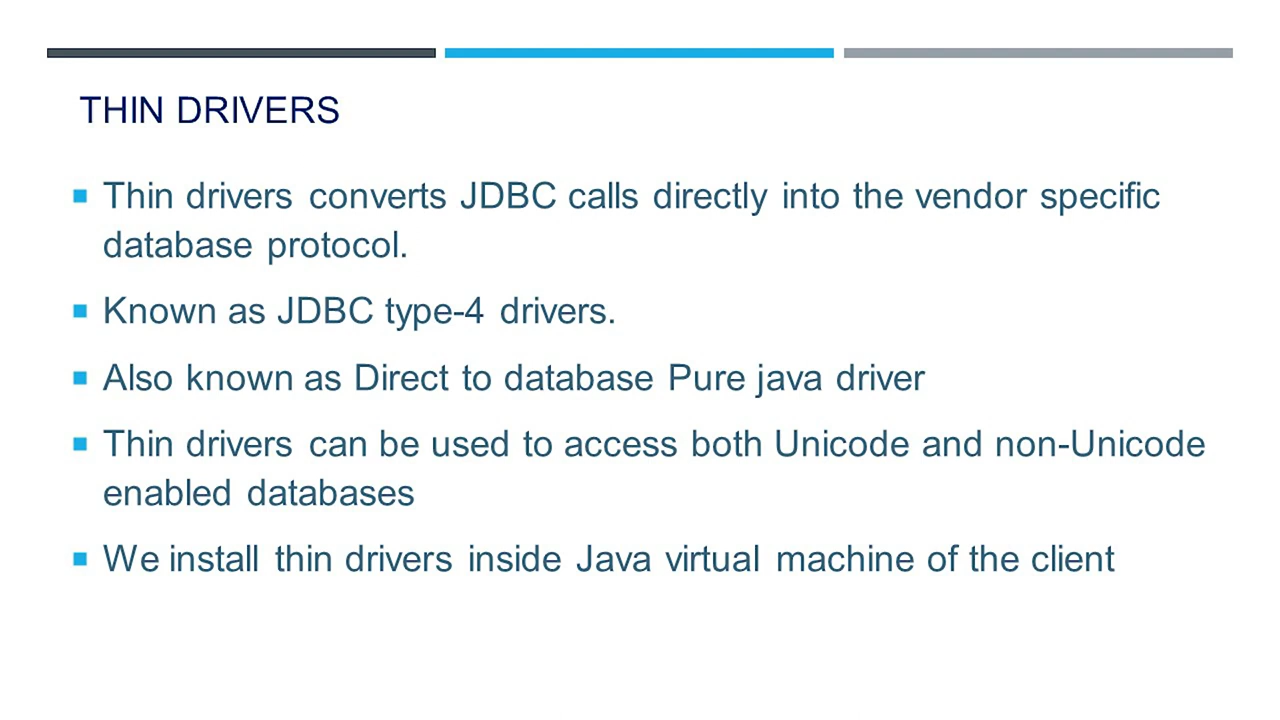 THIN DRIVERS
Thin drivers converts JDBC calls directly into the vendor specific
database protocol.
Known as JDBC type-4 drivers.
Also known as Direct to database Pure java driver
Thin drivers can be used to access both Unicode and non-Unicode
enabled databases
We install thin drivers inside Java virtual machine of the client